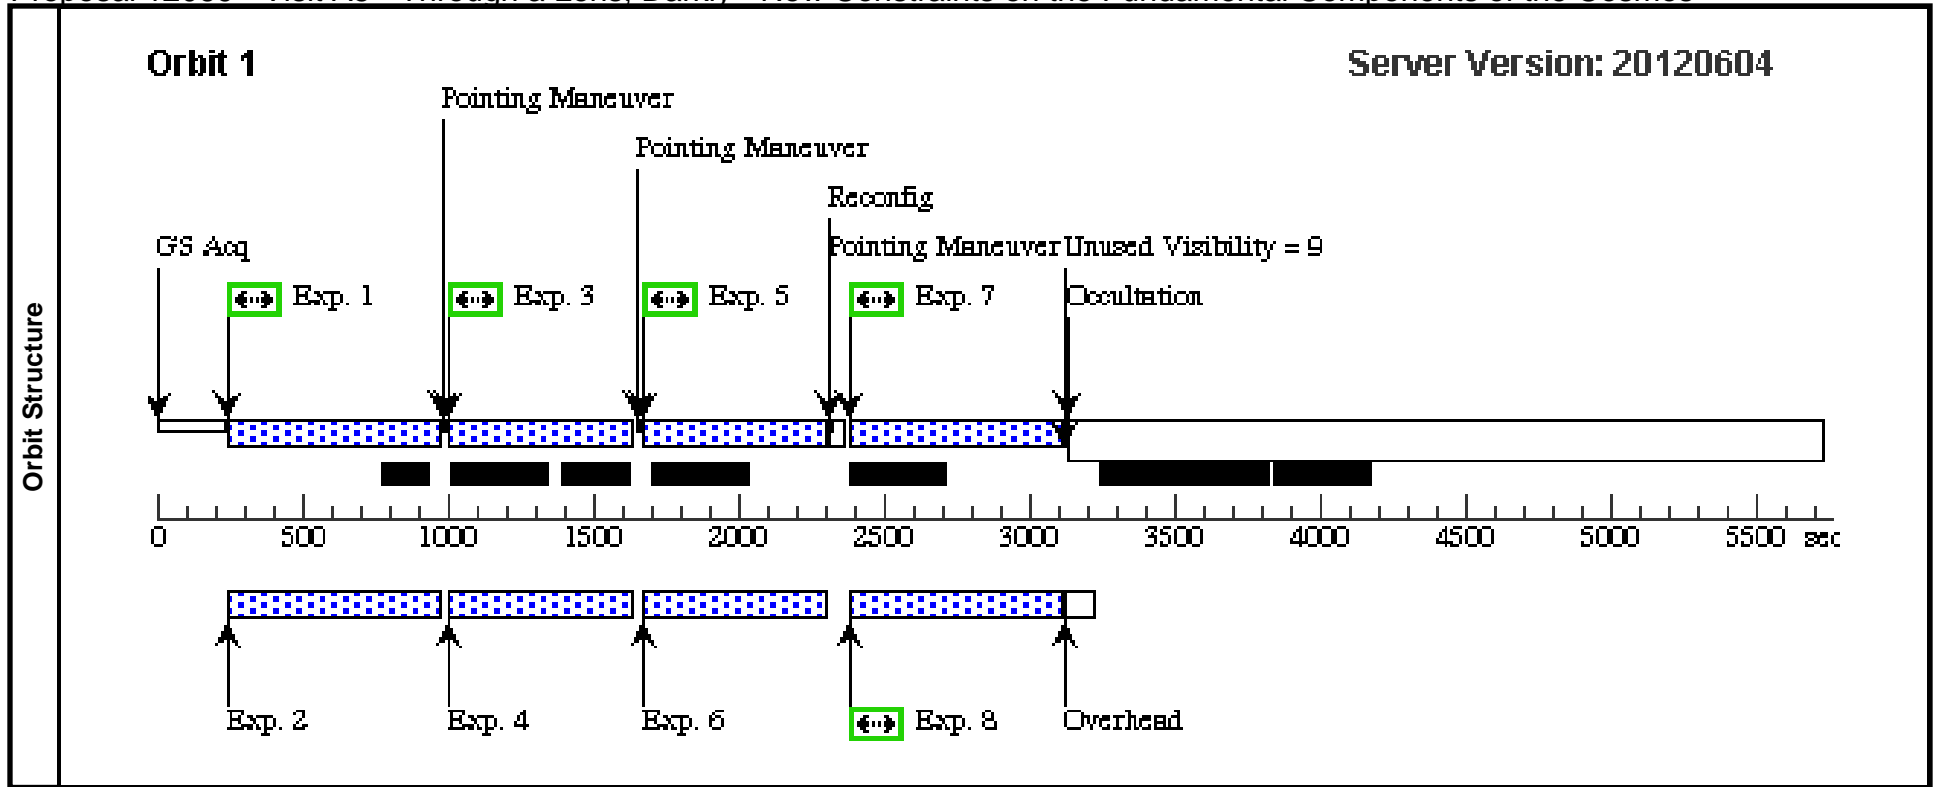 Orbit 1
Server Version: 20120604
Pointing Maneuver
Pointing Maneuver
Reconfig
GS Acq
Pointing Maneuver
Unused Visibility = 9
Exp. 1
Exp. 3
Exp. 5
Exp. 7
Occultation
Orbit Structure
0 500 1000 1500 2000 2500 3000 3500 4000 4500 5000 5500 sec
Exp. 2
Exp. 4
Exp. 6
Exp. 8
Overhead